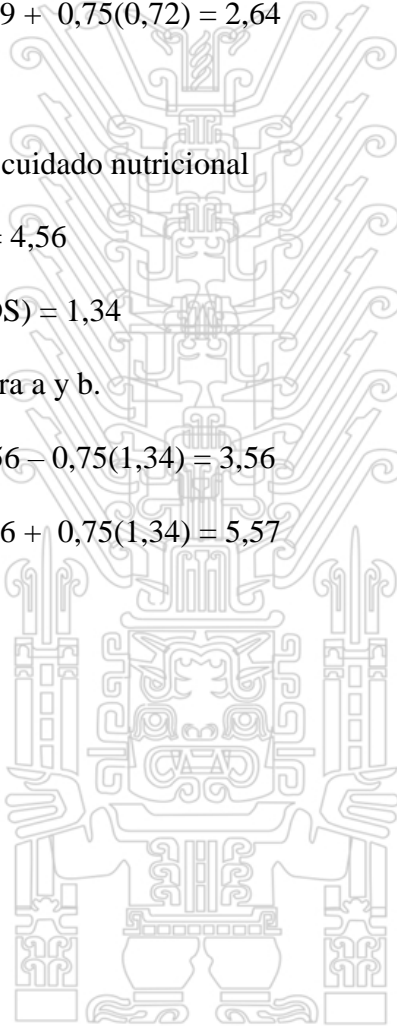 9 + 0,75(0,72) = 2,64
cuidado nutricional
= 4,56
S) = 1,34
ra a y b.
56 – 0,75(1,34) = 3,56
6 + 0,75(1,34) = 5,57